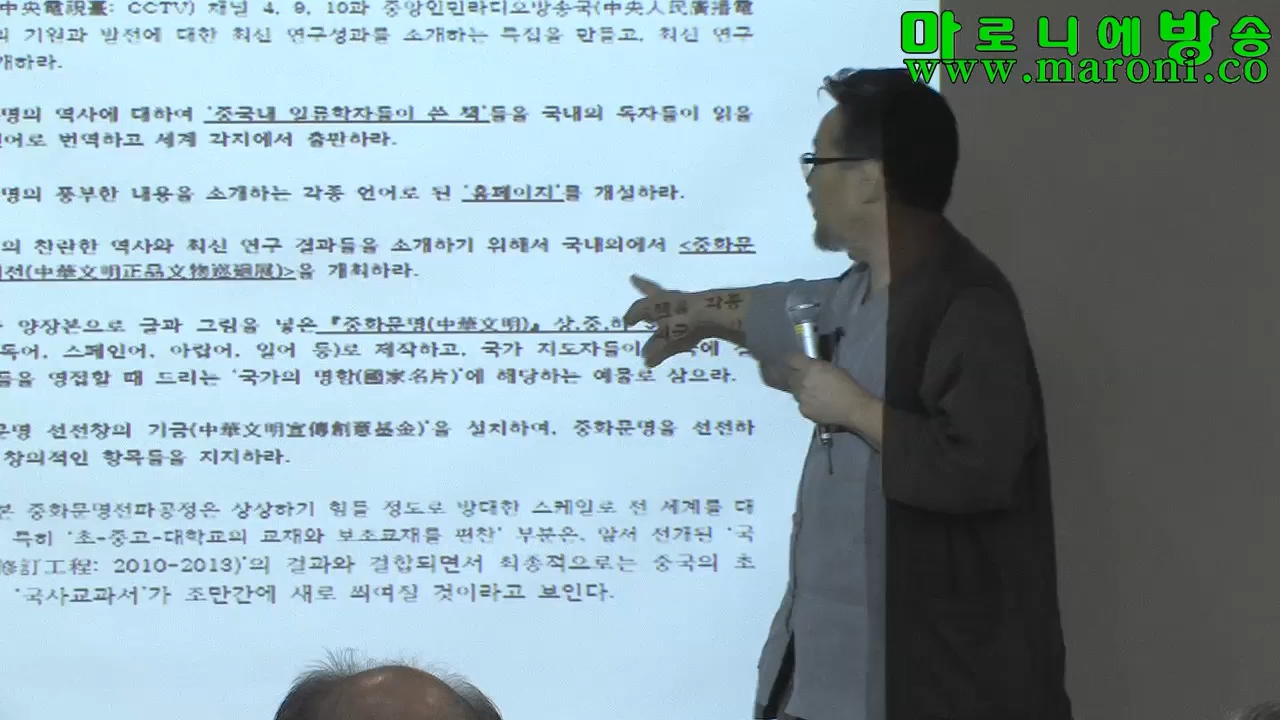 마로니에방송
www.maroni.co
中央電視臺: CCTV) 채널 4, 9, 10과 중앙인민라디오방송국(中央人民廣播電
의 기원과 발전에 대한 최신 연구성과를 소개하는 특집을 만들고, 최신 연구
개하라.
명의 역사에 대하여 '중국내 일류학자들이 쓴 책'들을 국내의 독자들이 읽을
언어로 번역하고 세계 각지에서 출판하라.
명의 풍부한 내용을 소개하는 각종 언어로 된 '홈페이지'를 개설하라.
의 찬란한 역사와 최신 연구 결과들을 소개하기 위해서 국내외에서 <중화문
전(中華文明正品文物巡廻展)>을 개최하라.
양장본으로 글과 그림을 넣은 『중화문명(中華文明)』 상,중,하
독어, 스페인어, 아랍어, 일어 등)로 제작하고, 국가 지도자들이
들을 영접할 때 드리는 '국가의 명함(國家名片)'에 해당하는 예물로 삼으라.
문명 선전창의 기금(中華文明宣傳創意基金)'을 설치하여, 중화문명을 선전하
창의적인 항목들을 지지하라.
본 중화문명전파공정은 상상하기 힘들 정도로 방대한 스케일로 전 세계를 대
특히 '초-중고-대학교의 교재와 보조교재를 편찬' 부분은, 앞서 전개된 '국
修訂工程: 2010-2013)'의 결과와 결합되면서 최종적으로는 중국의 초
'국사교과서'가 조만간에 새로 씌여질 것이라고 보인다.